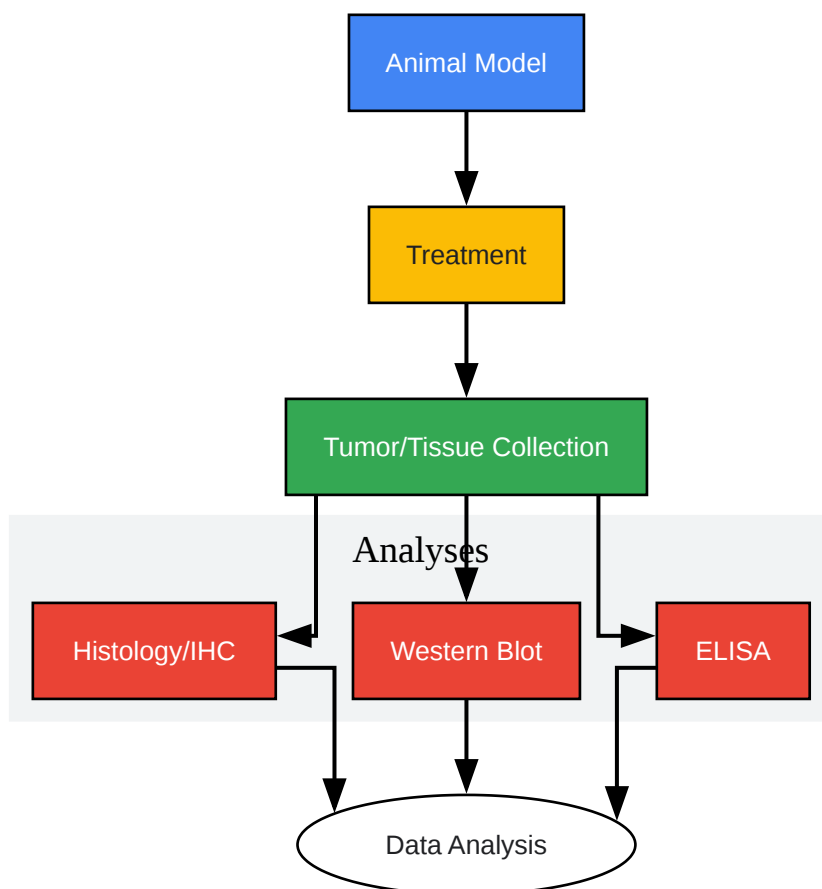 Animal Model
Treatment
Tumor/Tissue Collection
Analyses
Histology/IHC
Western Blot
ELISA
Data Analysis